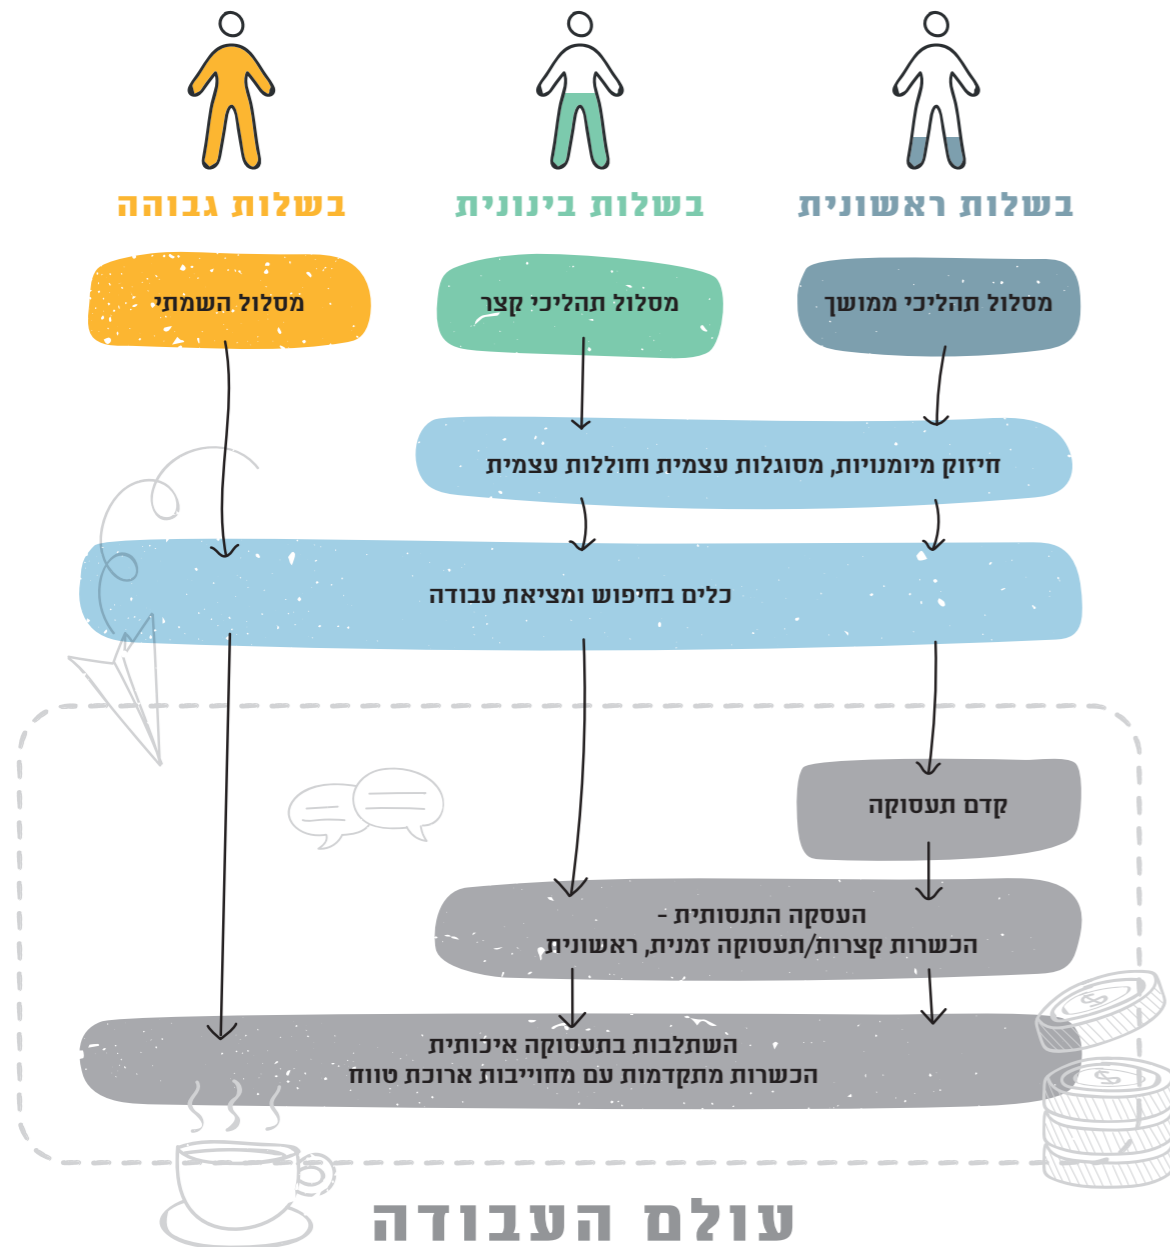 בשלות ראשונית
בשלות בינונית
בשלות גבוהה
מסלול תהליכי ממושך
מסלול תהליכי קצר
מסלול השמתי
חיזוק מיומנויות, מסוגלות עצמית וחוללות עצמית
כלים בחיפוש ומציאת עבודה
קדם תעסוקה
העסקה התנסותית -
הכשרות קצרות/תעסוקה זמנית, ראשונית
השתלבות בתעסוקה איכותית
הכשרות מתקדמות עם מחוייבות ארוכת טווח
$
$
עולם העבודה